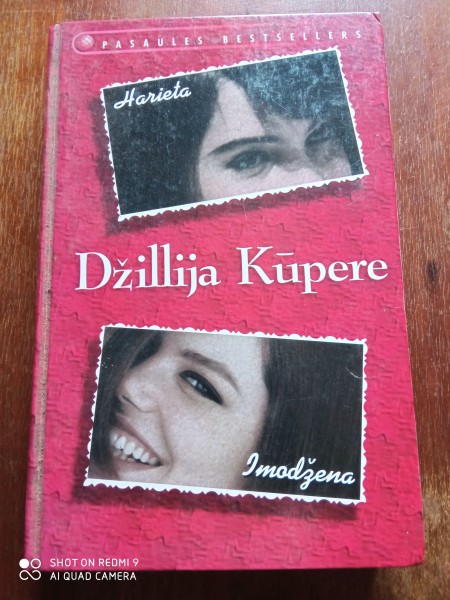 PASAULES BESTSELLERS
Harieta
Džillija Kūpere
Imodžena
SHOT ON REDMI 9
AI QUAD CAMERA